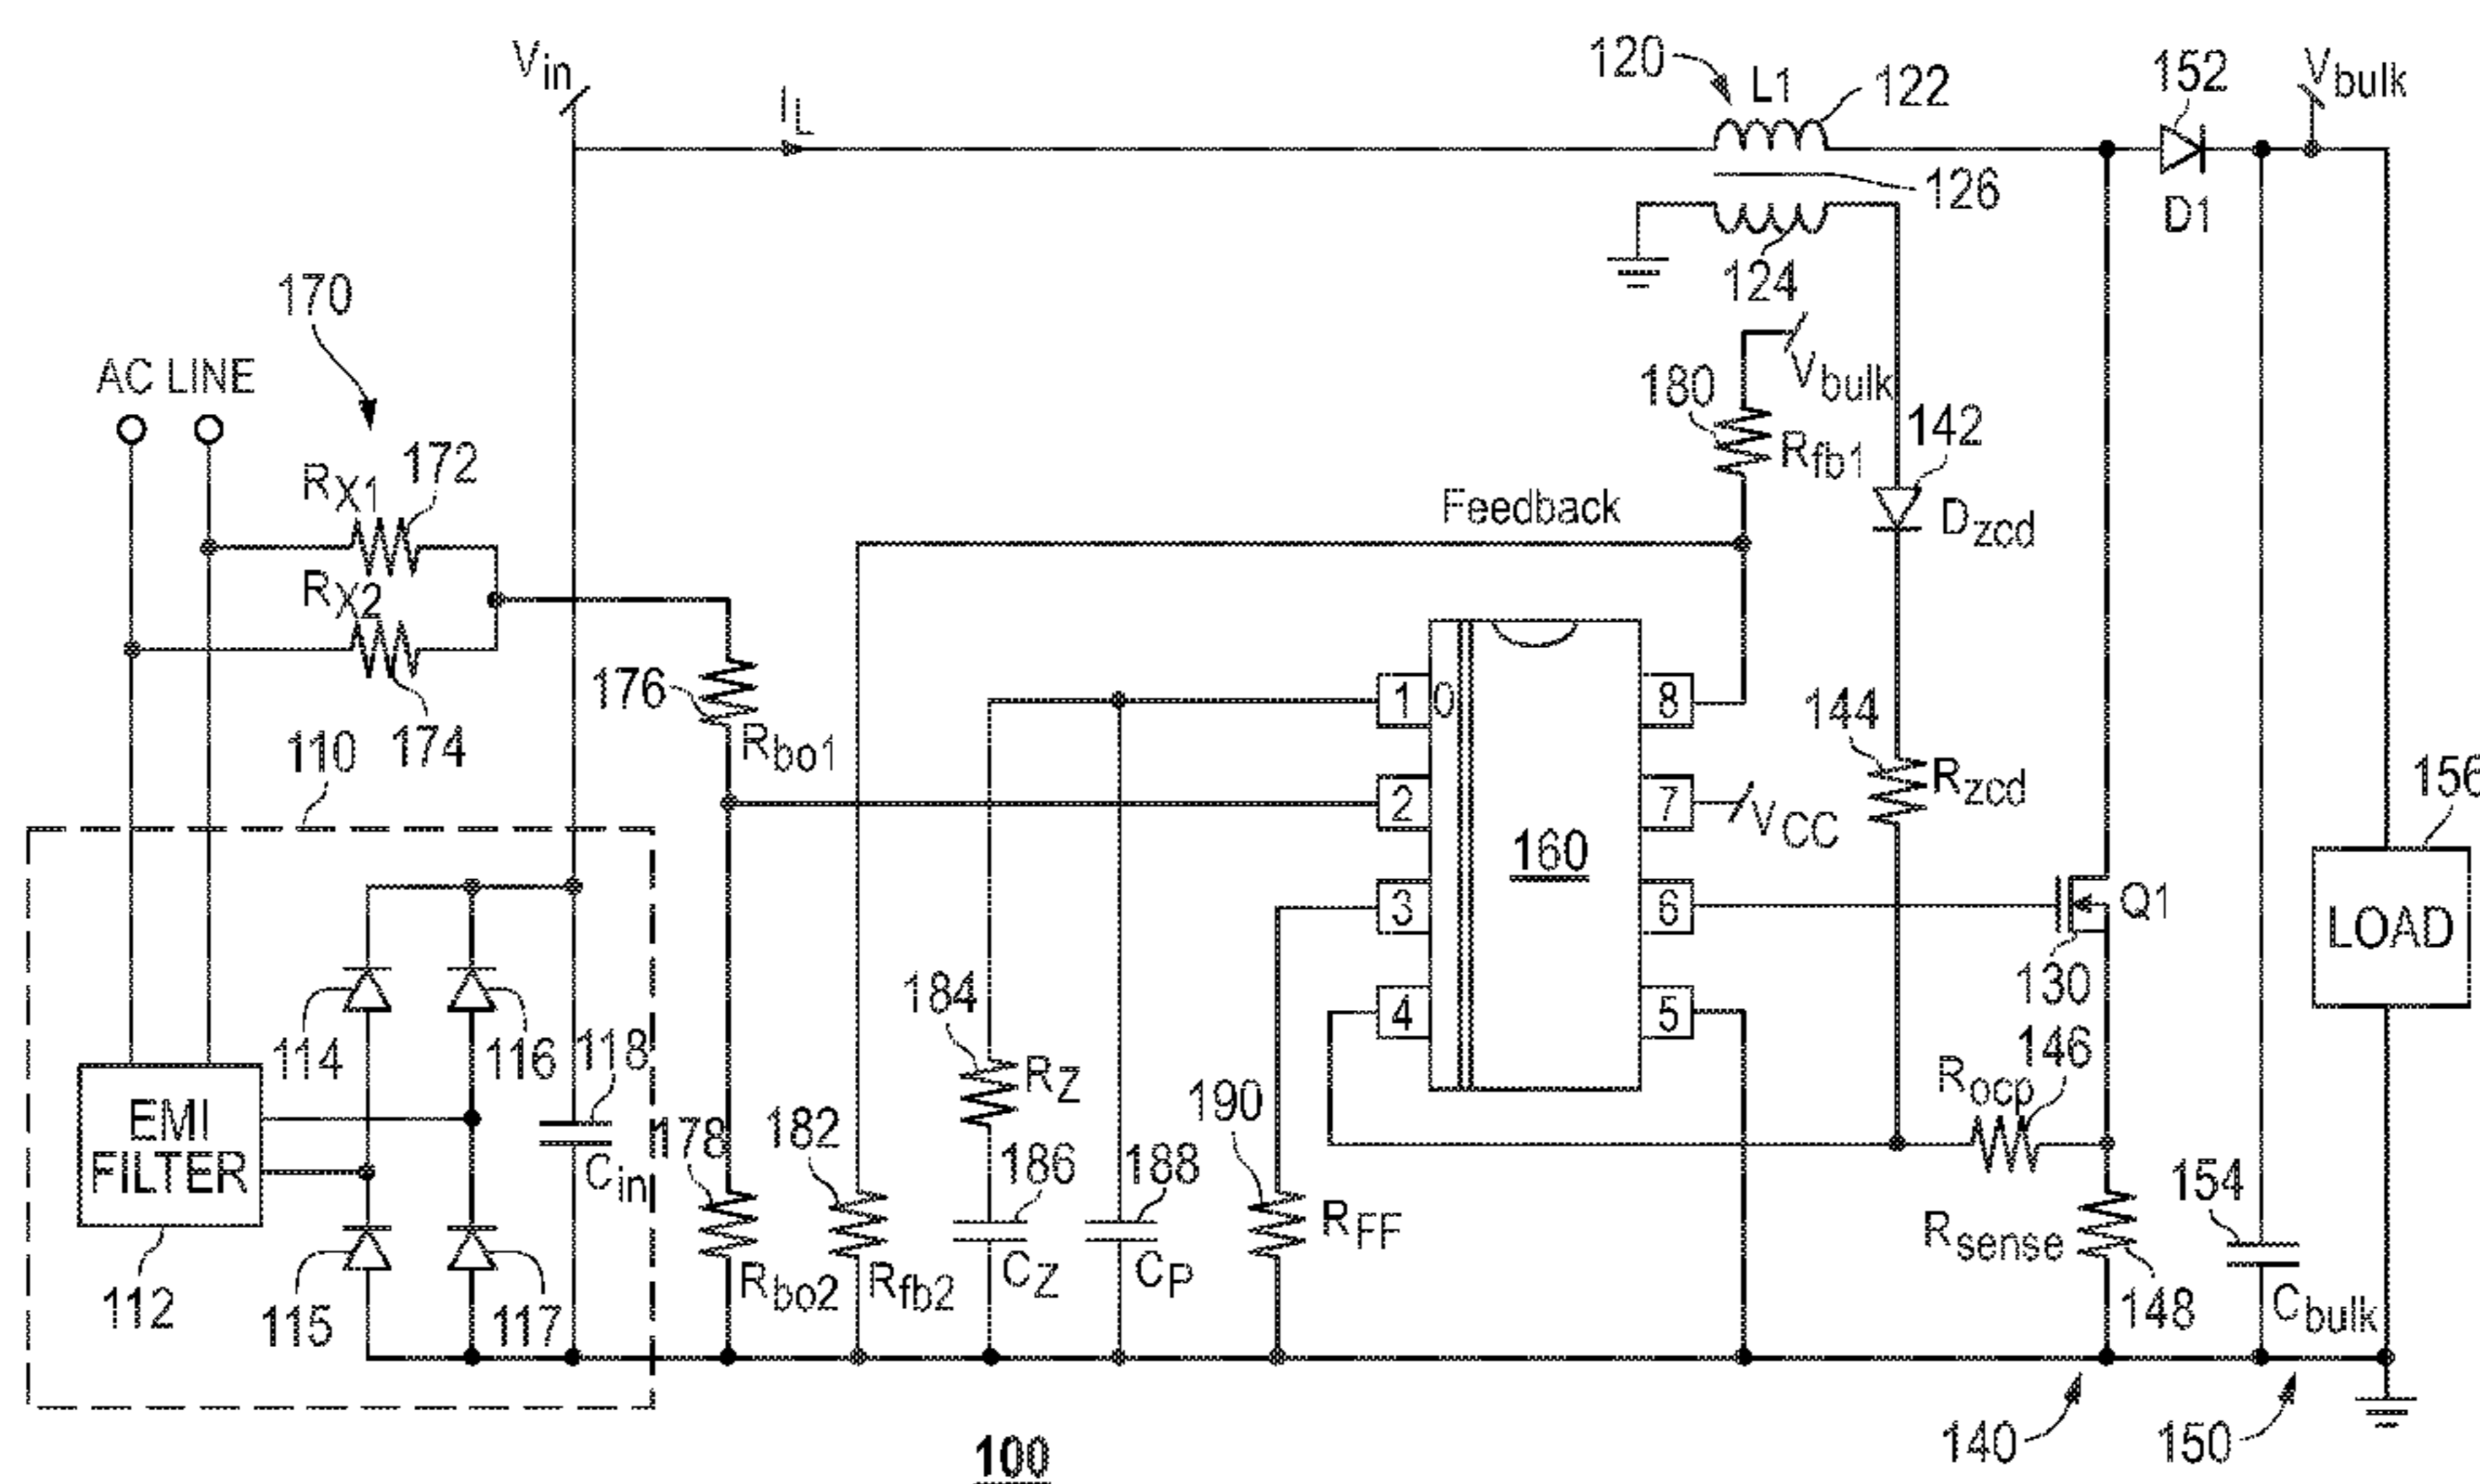 Vin
IL
120
L1
122
152
Vbulk
126
D1
124
170
AC LINE
Vbulk
180
Rfb1
142
Dzcd
RX1
172
Feedback
RX2
174
176
Rbo1
110
1
0
8
144
Rzcd
156
2
7
VCC
160
3
6
Q1
LOAD
130
4
5
184
RZ
114
116
118
146
Rocp
190
EMI
FILTER
Cin
178
182
186
188
RFF
154
Rsense
112
115
117
Rbo2
Rfb2
CZ
CP
148
Cbulk
140
150
100